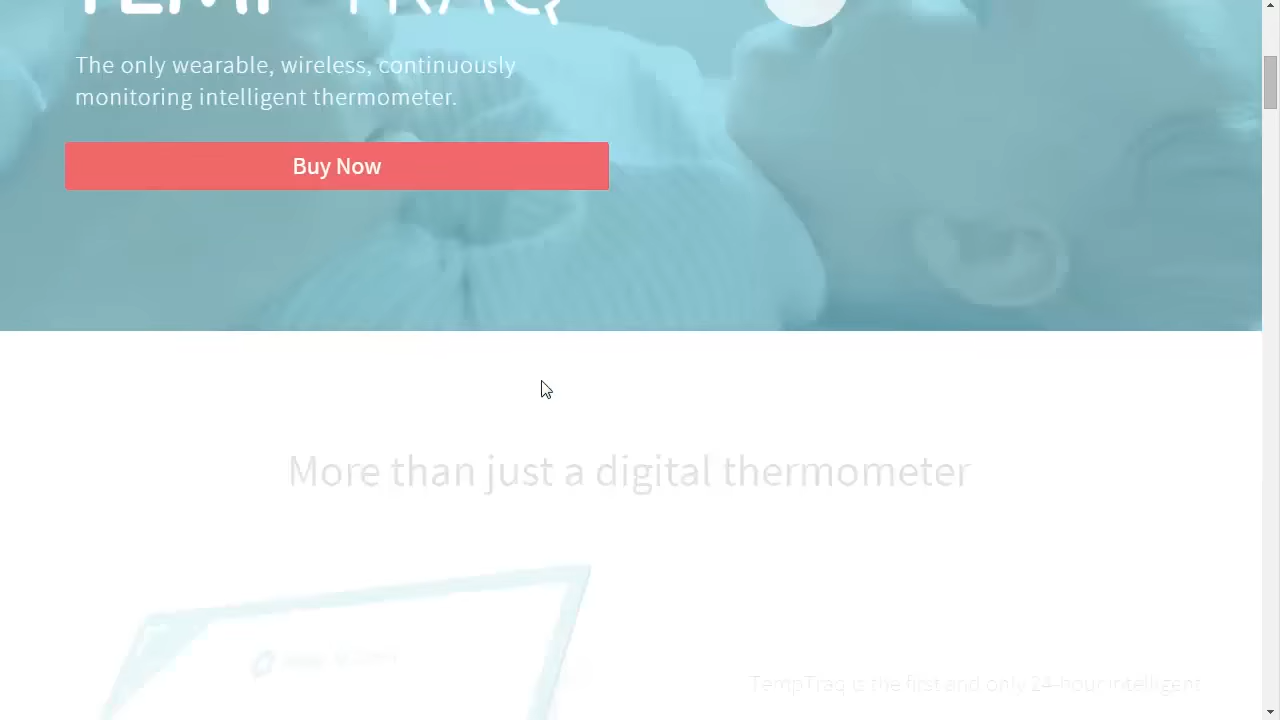 TEMPTRAQ
The only wearable, wireless, continuously
monitoring intelligent thermometer.
Buy Now
More than just a digital thermometer
TempTraq is the first and only 24-hour intelligent